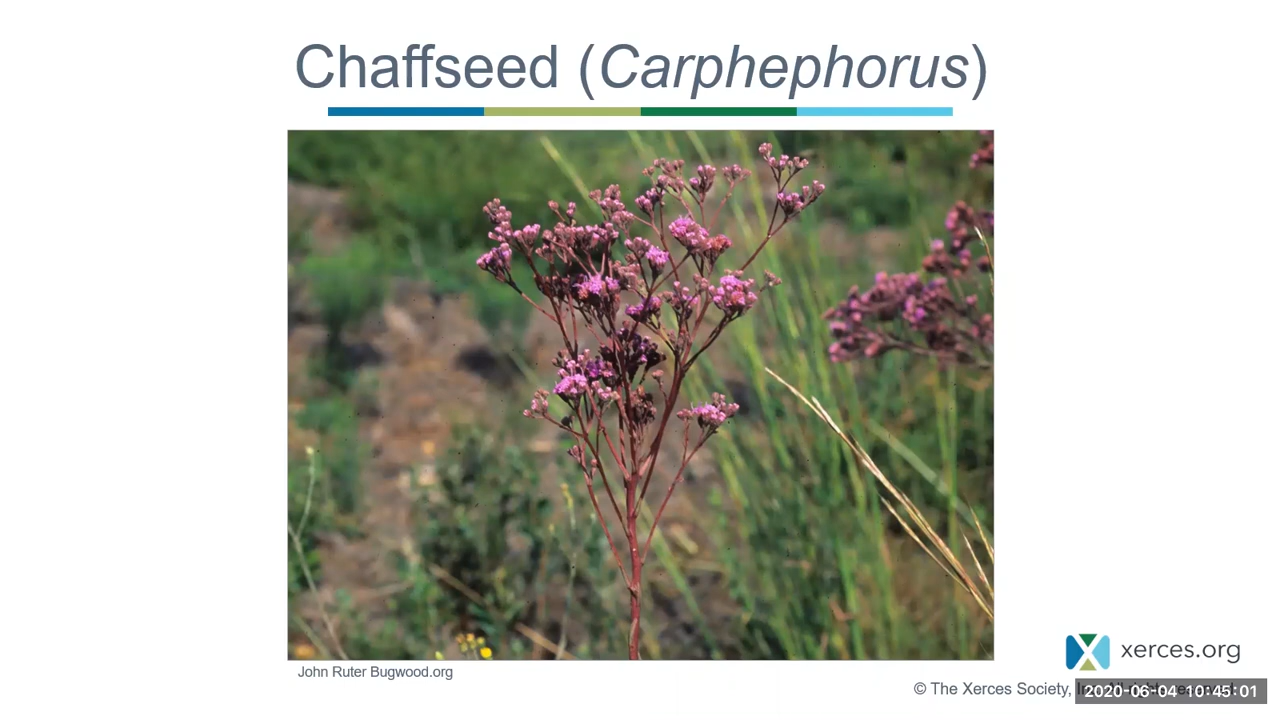 Chaffseed (Carphephorus)
John Ruter Bugwood.org
xerces.org
© The Xerces Society,
2020-06-04 10:45:01